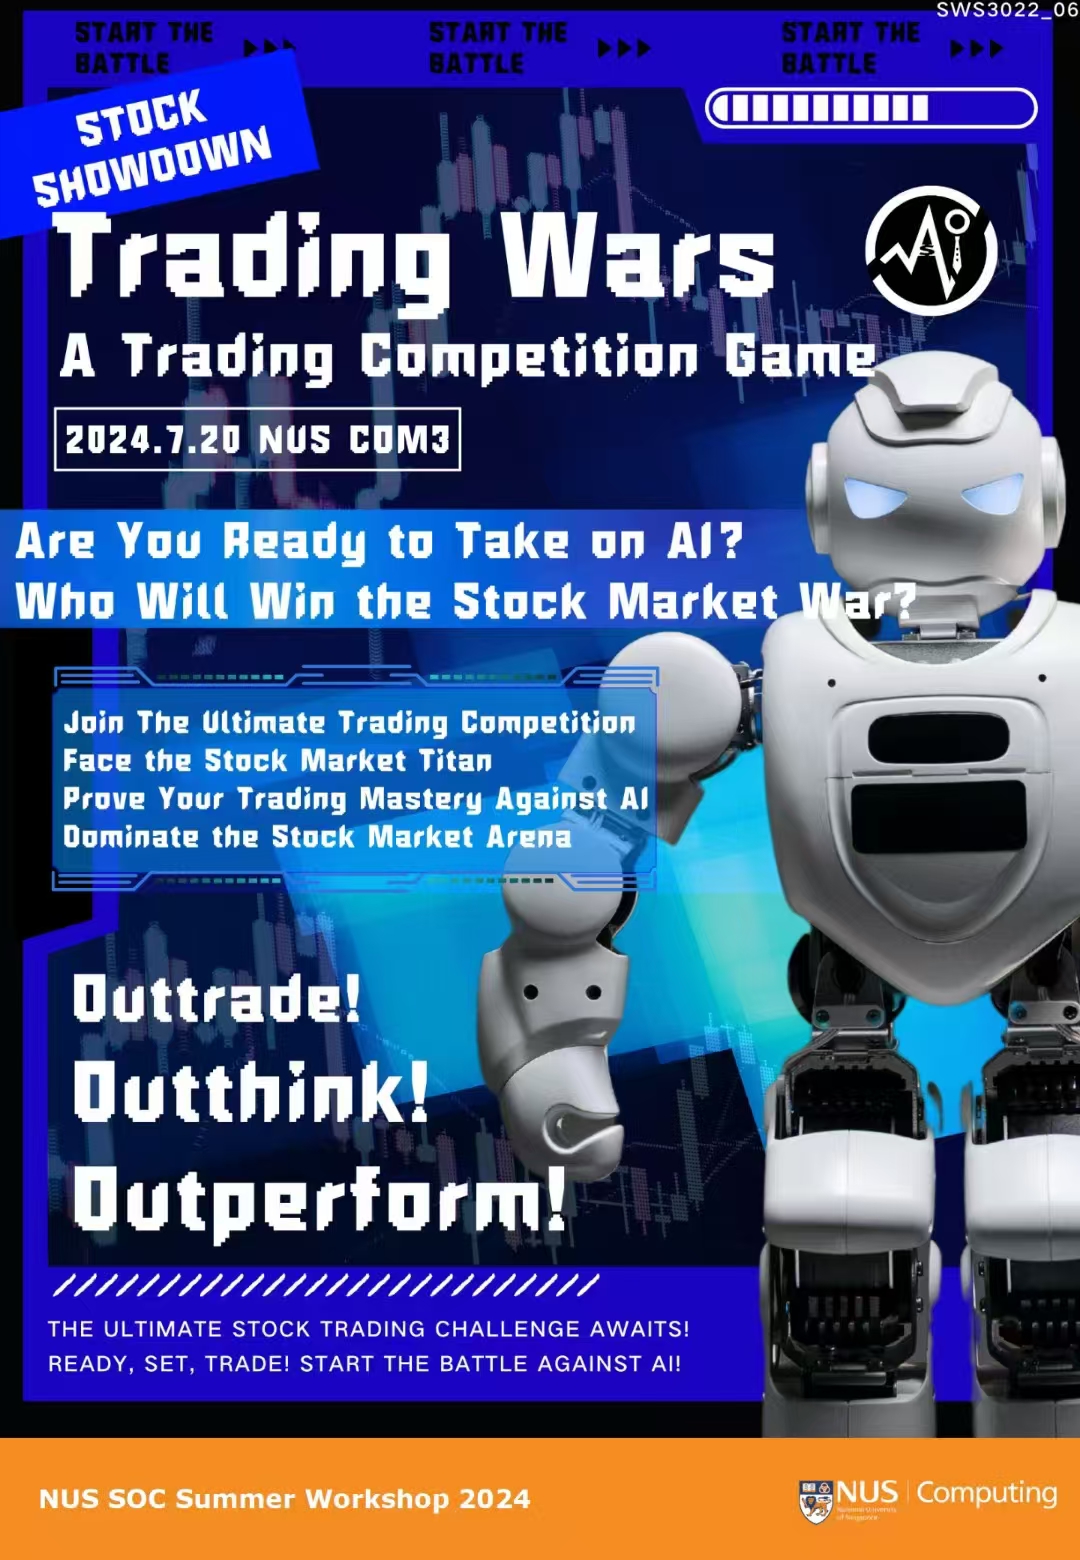 SWS3022_06
START THE
BATTLE
START THE
BATTLE
START THE
BATTLE
STOCK
SHOWDOWN
Trading Wars
A Trading Competition Game
2024.7.20 NUS COM3
Are You Ready to Take on AI?
Who Will Win the Stock Market War?
Join The Ultimate Trading Competition
Face the Stock Market Titan
Prove Your Trading Mastery Against AI
Dominate the Stock Market Arena
Outtrade!
Outthink!
Outperform!
THE ULTIMATE STOCK TRADING CHALLENGE AWAITS!
READY, SET, TRADE! START THE BATTLE AGAINST AI!
NUS SOC Summer Workshop 2024
NUS | Computing
National University
of Singapore